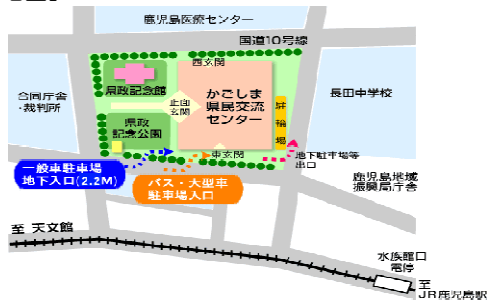 鹿児島医療センター
国道10号線
西玄関
県政記念館
かごしま
県民交流
センター
正面
玄関
合同庁舎
・裁判所
県政
記念公園
駐輪場
長田中学校
東玄関
地下駐車場等
出口
一般車駐車場
地下入口(2.2M)
バス・大型車
駐車場入口
鹿児島地域
振興局庁舎
至 天文館
水族館口
電停
至
JR鹿児島駅